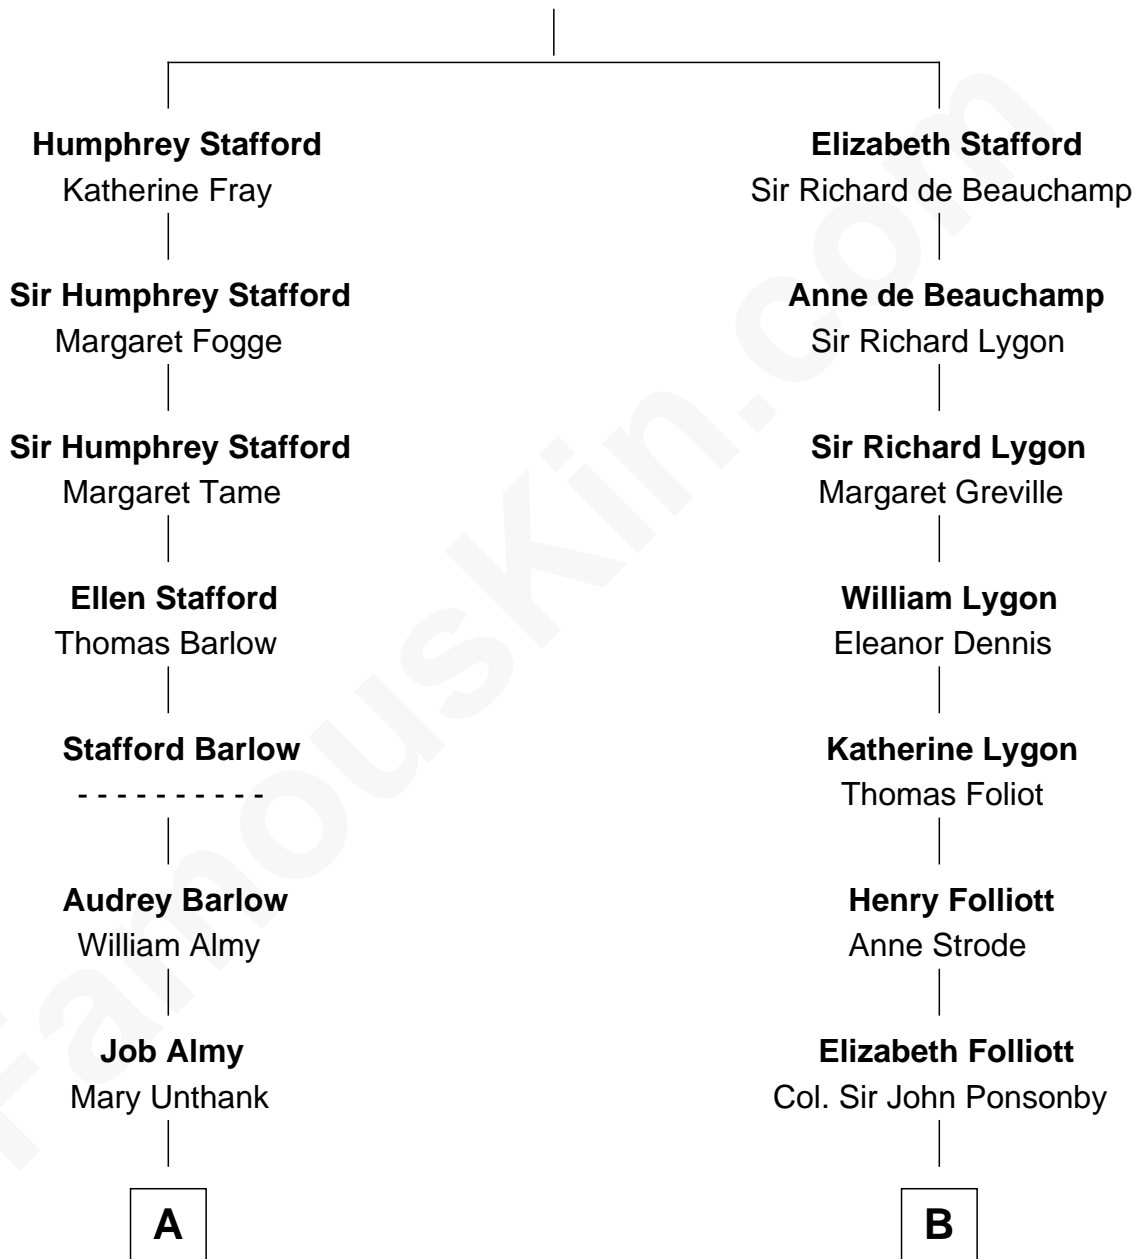 Humphrey Stafford
Katherine Fray
Sir Humphrey Stafford
Margaret Fogge
Sir Humphrey Stafford
Margaret Tame
Ellen Stafford
Thomas Barlow
Stafford Barlow
- - - - - - - - - -
Audrey Barlow
William Almy
Job Almy
Mary Unthank
A
Elizabeth Stafford
Sir Richard de Beauchamp
Anne de Beauchamp
Sir Richard Lygon
Sir Richard Lygon
Margaret Greville
William Lygon
Eleanor Dennis
Katherine Lygon
Thomas Foliot
Henry Folliott
Anne Strode
Elizabeth Folliott
Col. Sir John Ponsonby
B
FamousKin.com